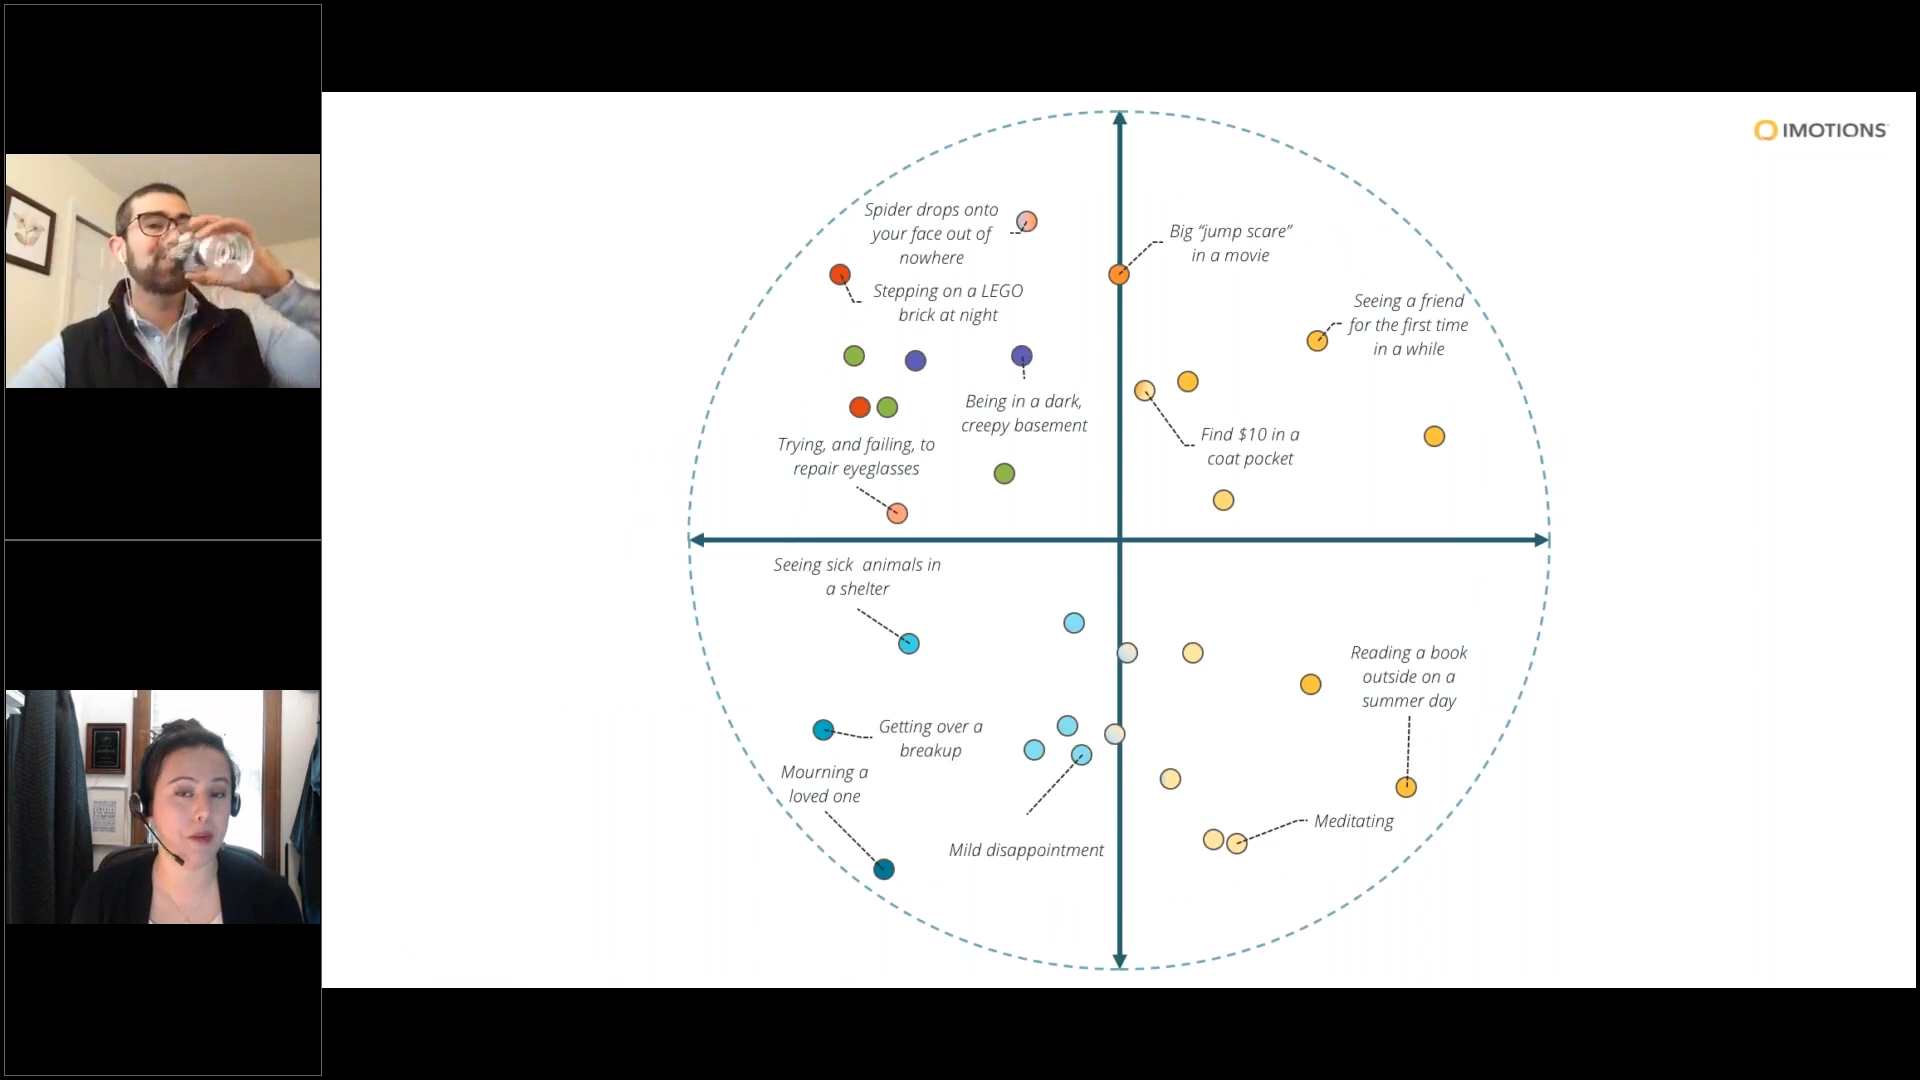 IMOTIONS
Spider drops onto
your face out of
nowhere
Big “jump scare”
in a movie
Stepping on a LEGO
brick at night
Seeing a friend
for the first time
in a while
Being in a dark,
creepy basement
Find $10 in a
coat pocket
Trying, and failing, to
repair eyeglasses
Seeing sick animals in
a shelter
Reading a book
outside on a
summer day
Getting over a
breakup
Mourning a
loved one
Meditating
Mild disappointment